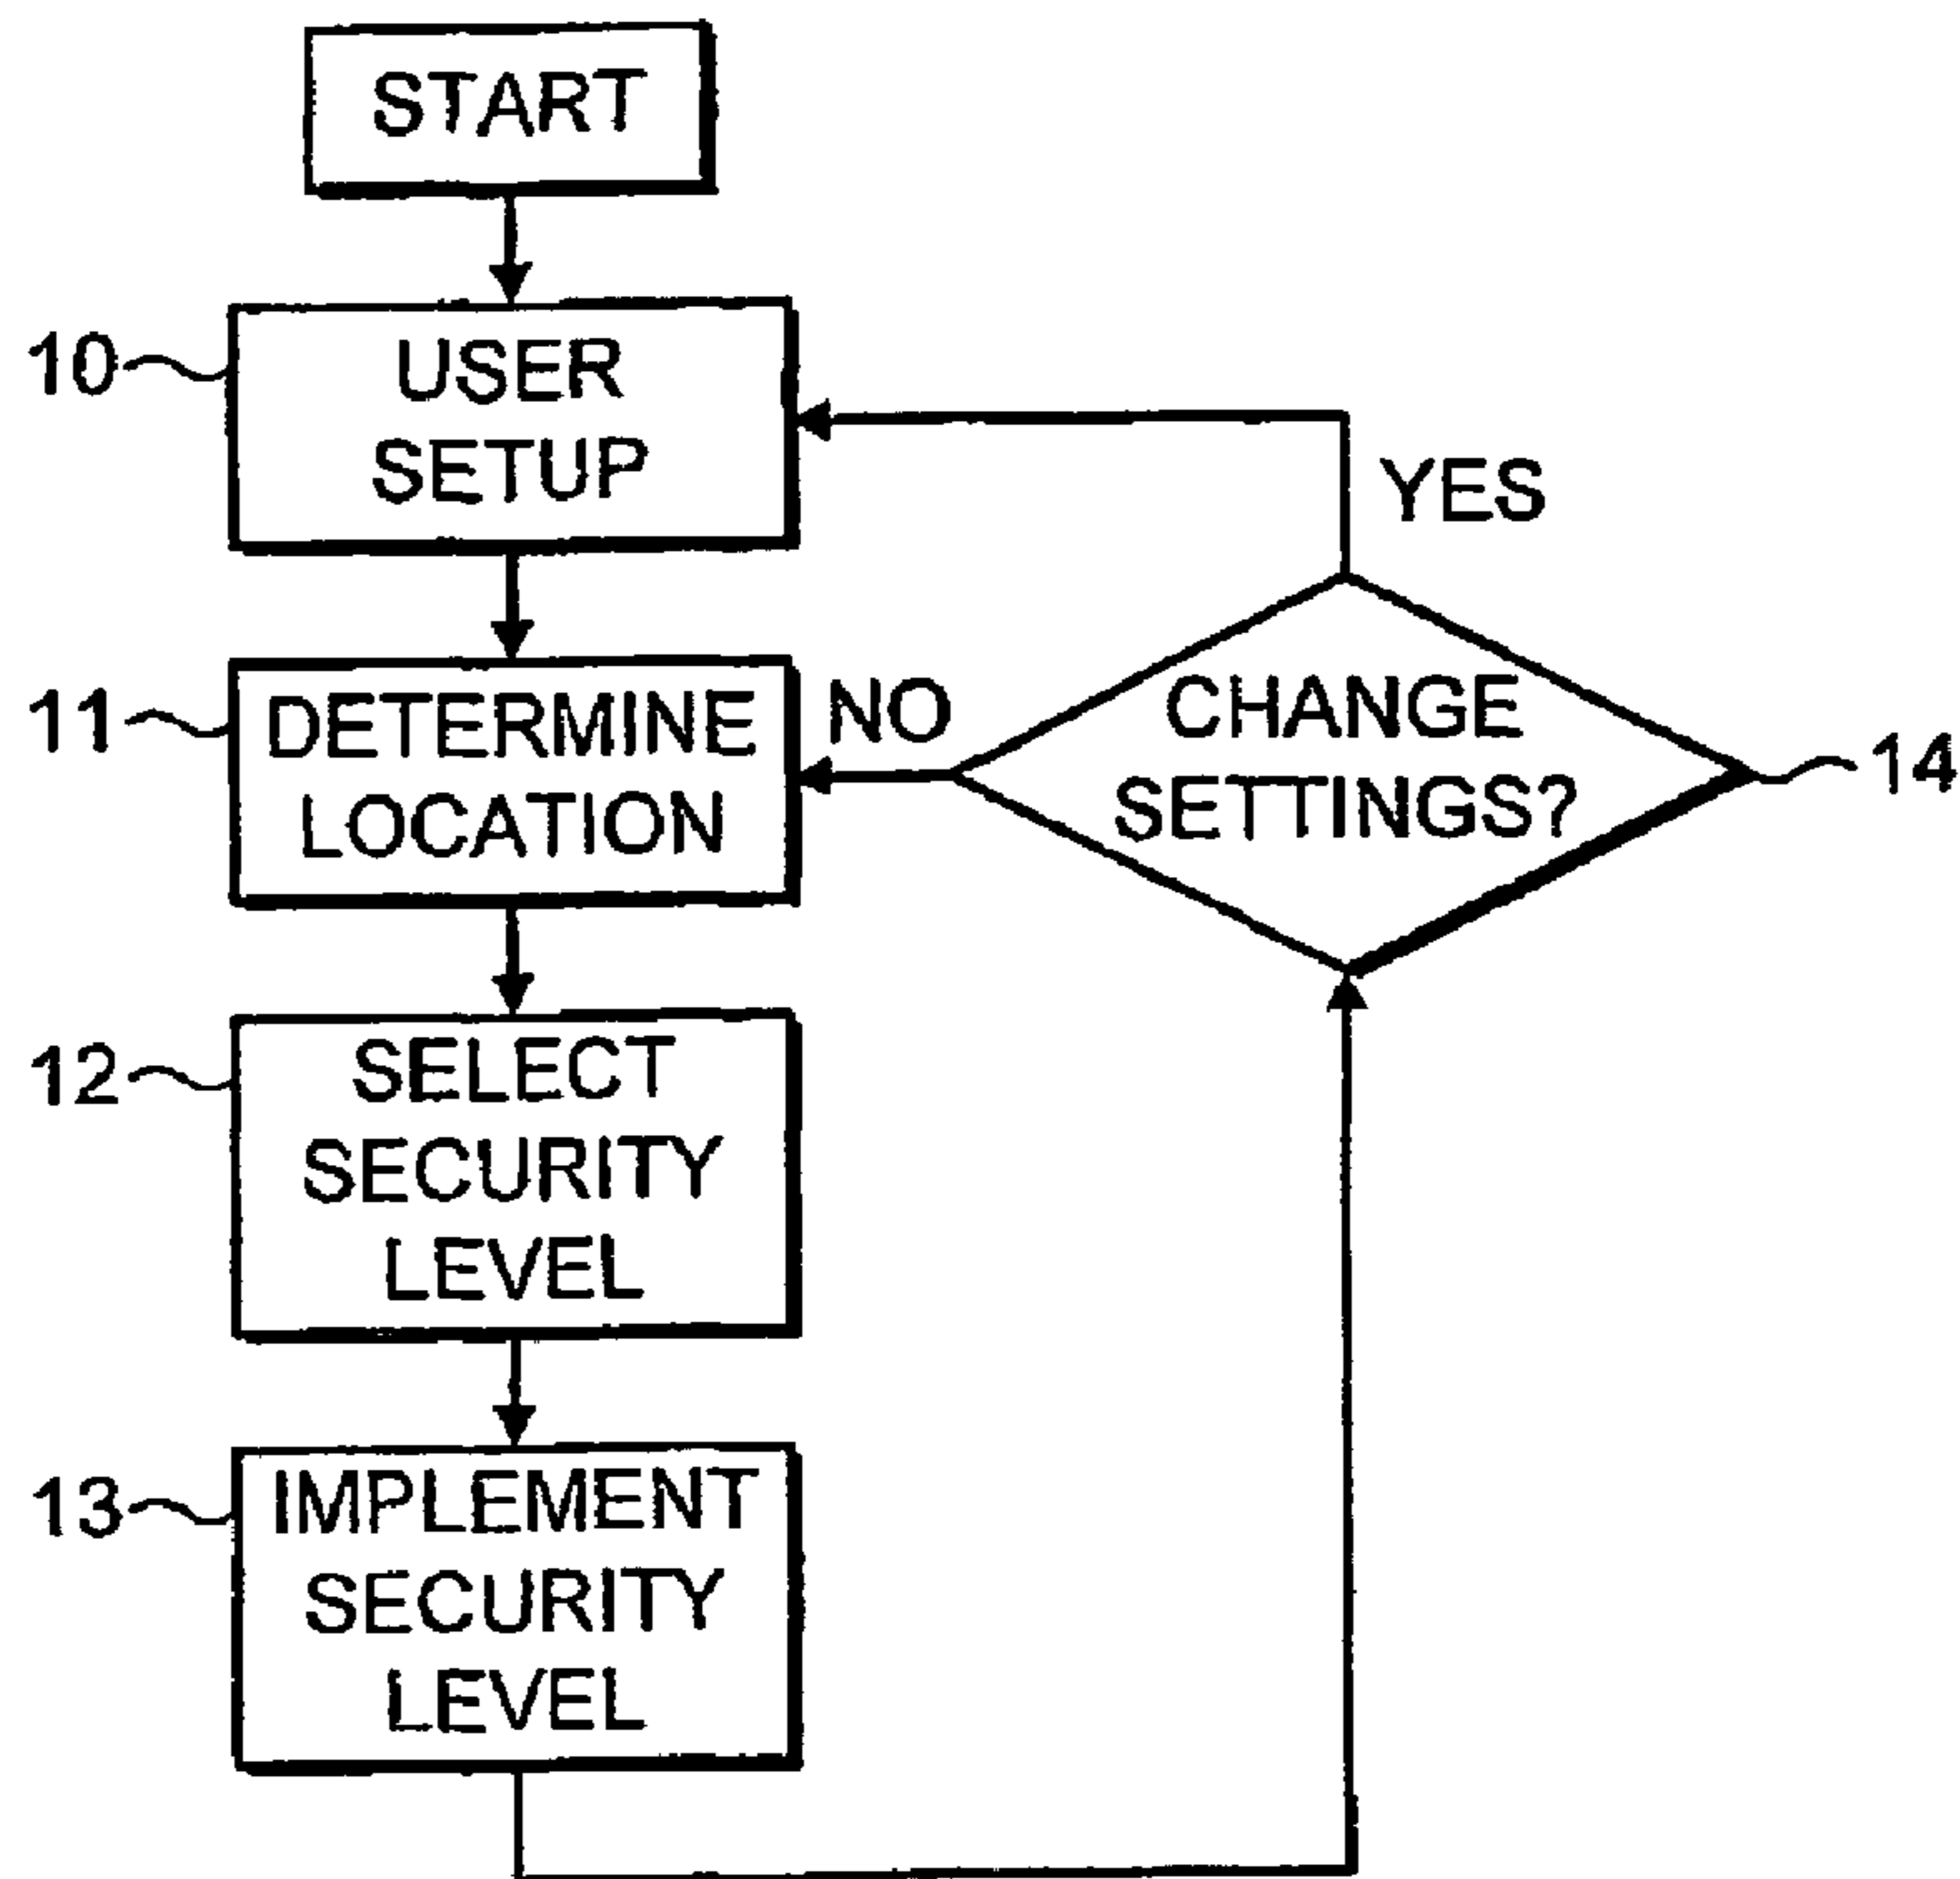 START
10
USER
SETUP
YES
11
DETERMINE
LOCATION
NO
CHANGE
SETTINGS?
14
12
SELECT
SECURITY
LEVEL
13
IMPLEMENT
SECURITY
LEVEL